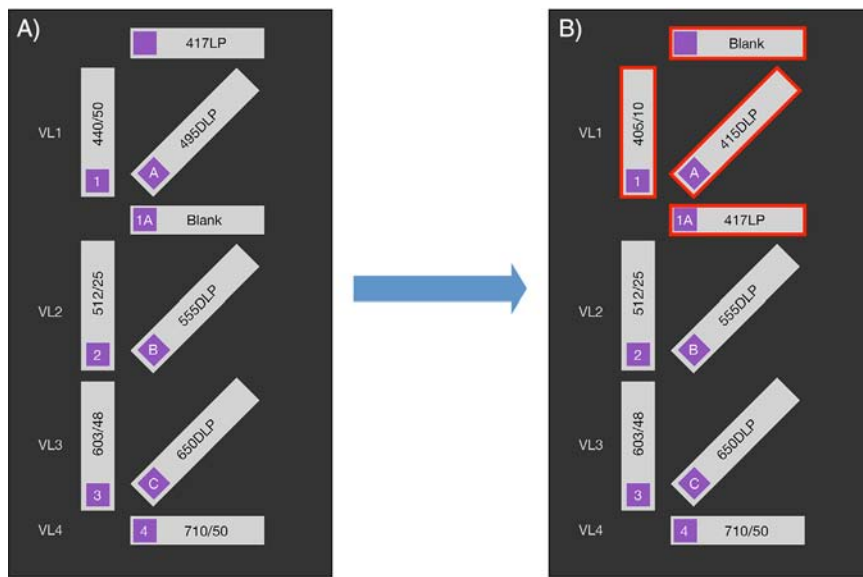 A)
417LP
VL1
440/50
1
495DLP
A
1A
Blank
VL2
512/25
2
555DLP
B
VL3
603/48
3
650DLP
C
VL4
4
710/50
B)
Blank
VL1
405/10
1
415DLP
A
1A
417LP
VL2
512/25
2
555DLP
B
VL3
603/48
3
650DLP
C
VL4
4
710/50